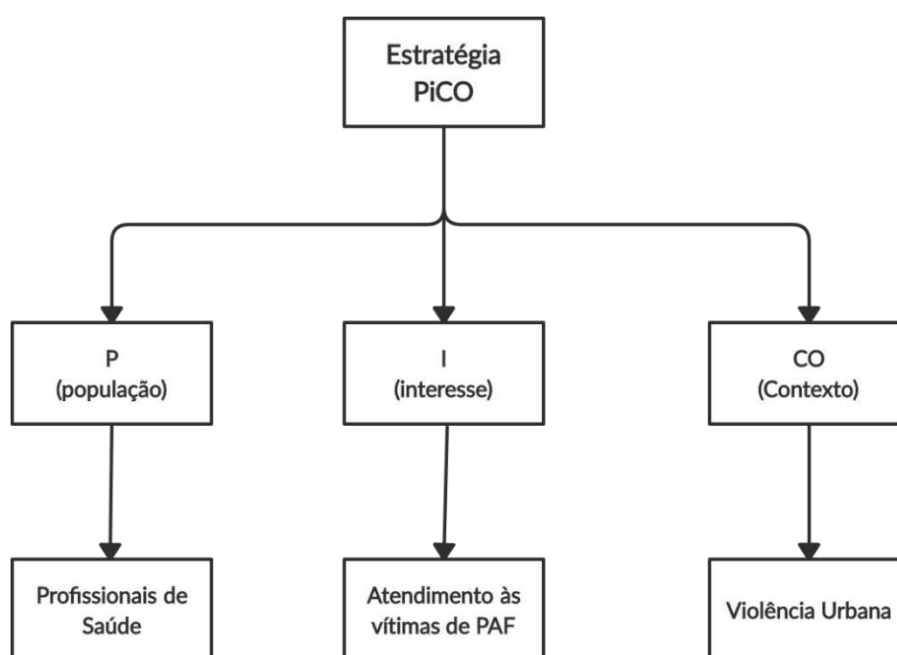 Estratégia
PiCO
P
(população)
I
(interesse)
CO
(Contexto)
Profissionais de
Saúde
Atendimento às
vítimas de PAF
Violência Urbana